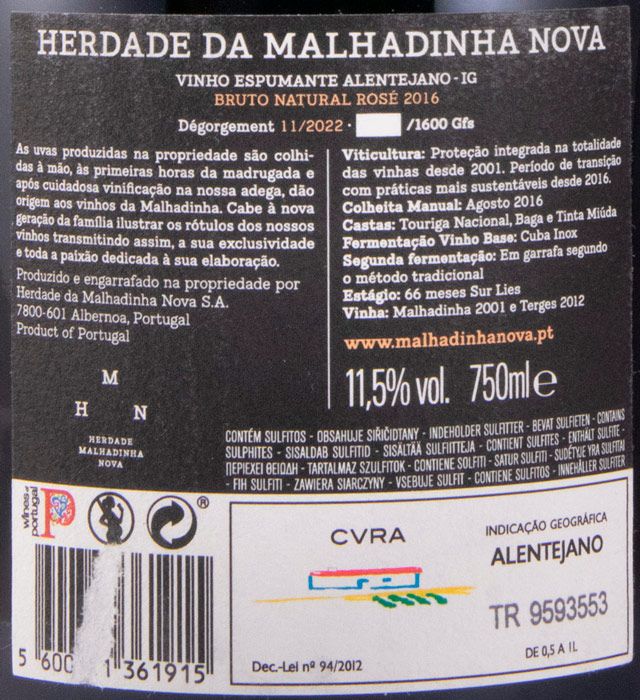 HERDADE DA MALHADINHA NOVA
VINHO ESPUMANTE ALENTEJANO - IG
BRUTO NATURAL ROSÉ 2016
Dégorgement 11/2022 · /1600 Gfs
As uvas produzidas na propriedade são colhi-
das à mão, às primeiras horas da madrugada e
após cuidadosa vinificação na nossa adega, dão
origem aos vinhos da Malhadinha. Cabe à nova
geração da família ilustrar os rótulos dos nossos
vinhos transmitindo assim, a sua exclusividade
e toda a paixão dedicada à sua elaboração.
Produzido e engarrafado na propriedade por
Herdade da Malhadinha Nova S.A.
7800-601 Albernoa, Portugal
Product of Portugal
M
H N
HERDADE
MALHADINHA
NOVA
Viticultura: Proteção integrada na totalidade
das vinhas desde 2001. Período de transição
com práticas mais sustentáveis desde 2016.
Colheita Manual: Agosto 2016
Castas: Touriga Nacional, Baga e Tinta Miúda
Fermentação Vinho Base: Cuba Inox
Segunda fermentação: Em garrafa segundo
o método tradicional
Estágio: 66 meses Sur Lies
Vinha: Malhadinha 2001 e Terges 2012
www.malhadinhanova.pt
11,5% vol. 750ml e
CONTÉM SULFITOS - OBSAHUJE SIŘIČIDTANY - INDEHOLDER SULFITTER - BEVAT SULFIETEN - CONTAINS
SULPHITES - SISALDAB SULFITID - SISÄLTÄÄ SULFIITTEJA - CONTIENT SULFITES - ENTHÄLT SULFITE -
ΠΕΡΙΕΧΕΙ ΘΕΙΩΔΗ - TARTALMAZ SZULFITOK - CONTIENE SOLFITI - SATUR SULFITI - SUDĖTYJE YRA SULFITAI
- FIH SULFITI - ZAWIERA SIARCZYNY - VSEBUJE SULFIT - CONTIENE SULFITOS - INNEHÅLLER SULFITER
wines of portugal
®
5 600 1 361915
CVRA
Dec.-Lei nº 94/2012
INDICAÇÃO GEOGRÁFICA
ALENTEJANO
TR 9593553
DE 0,5 A 1L